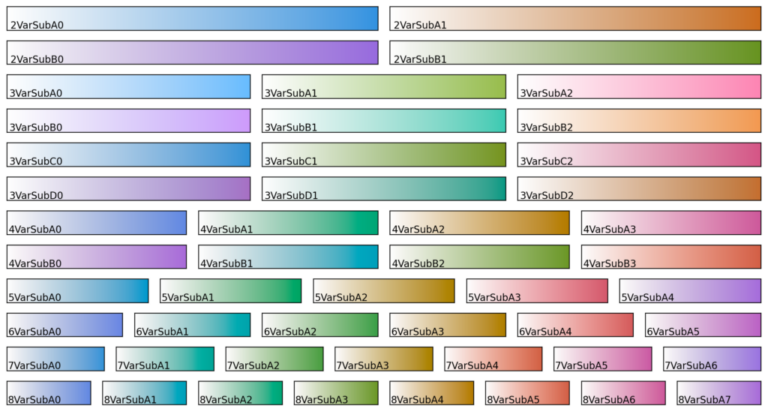 2VarSubA0 2VarSubA1
2VarSubB0 2VarSubB1
3VarSubA0 3VarSubA1 3VarSubA2
3VarSubB0 3VarSubB1 3VarSubB2
3VarSubC0 3VarSubC1 3VarSubC2
3VarSubD0 3VarSubD1 3VarSubD2
4VarSubA0 4VarSubA1 4VarSubA2 4VarSubA3
4VarSubB0 4VarSubB1 4VarSubB2 4VarSubB3
5VarSubA0 5VarSubA1 5VarSubA2 5VarSubA3 5VarSubA4
6VarSubA0 6VarSubA1 6VarSubA2 6VarSubA3 6VarSubA4 6VarSubA5
7VarSubA0 7VarSubA1 7VarSubA2 7VarSubA3 7VarSubA4 7VarSubA5 7VarSubA6
8VarSubA0 8VarSubA1 8VarSubA2 8VarSubA3 8VarSubA4 8VarSubA5 8VarSubA6 8VarSubA7